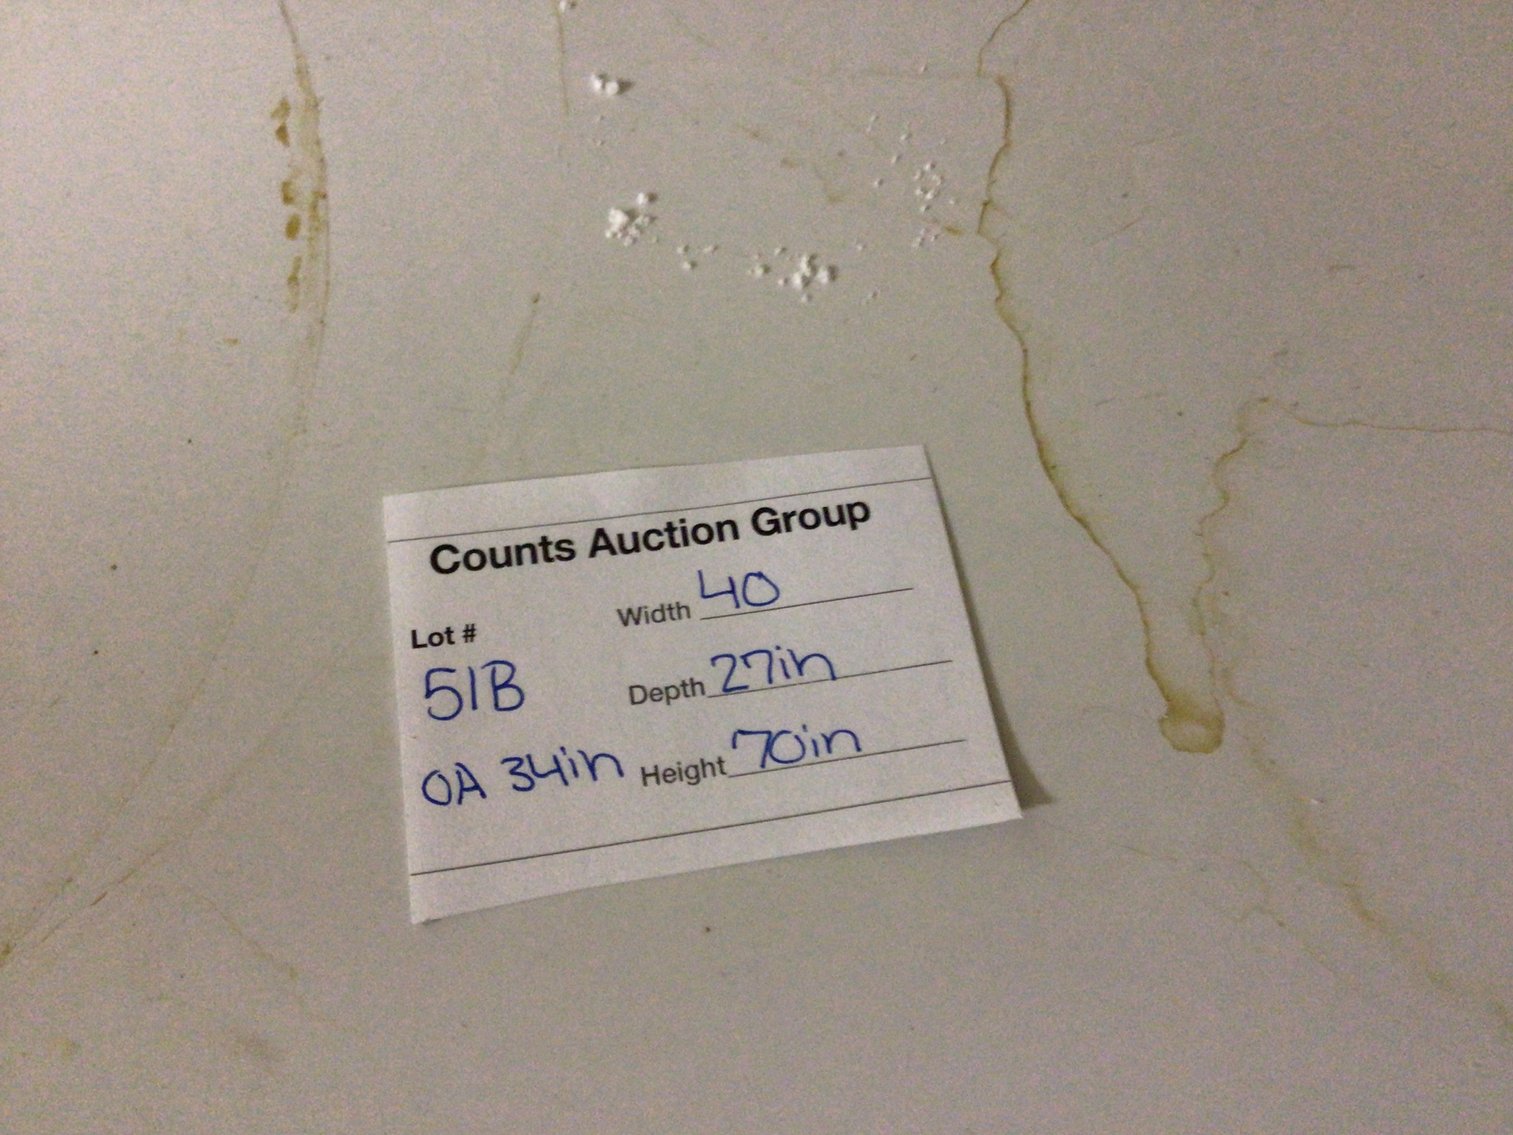 Counts Auction Group
Lot #
51B
OA 34in
Width 40
Depth 27in
Height 70in